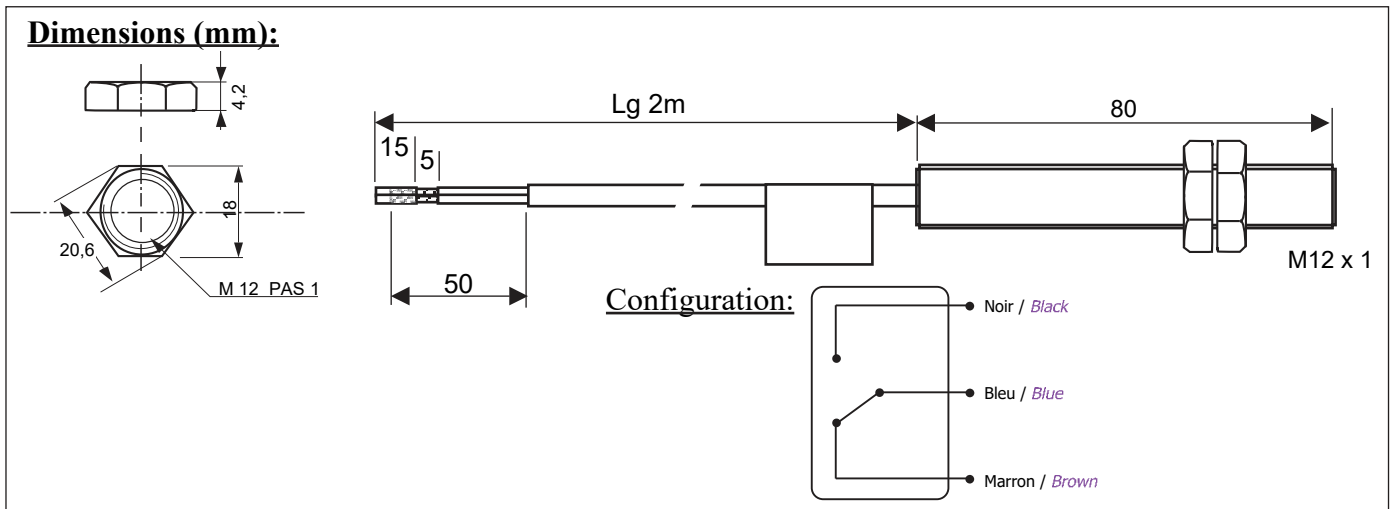 Dimensions (mm):
4,2
Lg 2m
80
15
5
18
20,6
M 12 PAS 1
50
M12 x 1
Configuration:
Noir / Black
Bleu / Blue
Marron / Brown